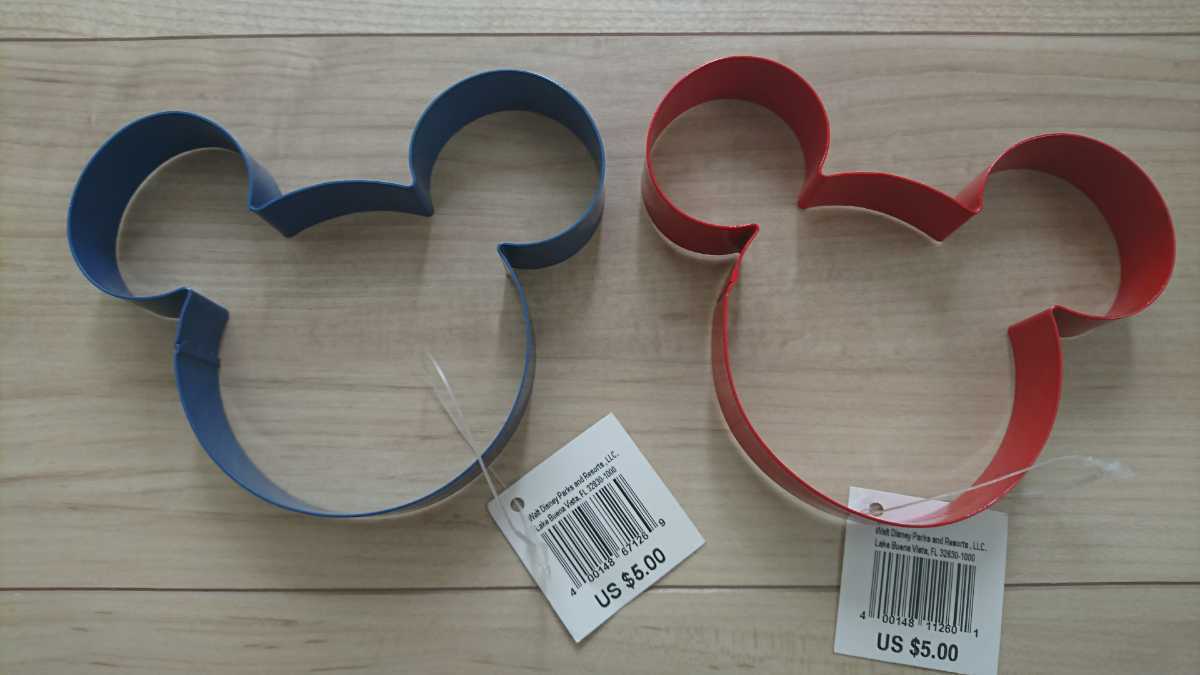 Walt Disney Parks and Resorts, LLC.
Lake Buena Vista, FL 32830-1000
4 00148 67126 9
US $5.00
Walt Disney Parks and Resorts, LLC.
Lake Buena Vista, FL 32830-1000
4 00148 11260 1
US $5.00